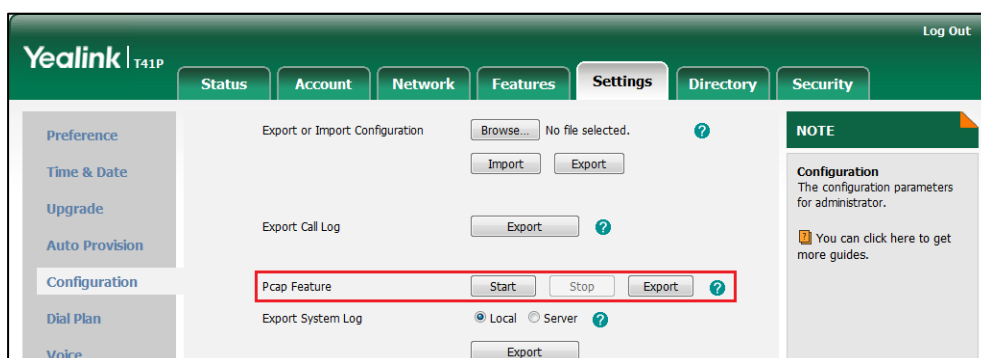 Log Out
Yealink T41P
Status Account Network Features Settings Directory Security
Preference
Time & Date
Upgrade
Auto Provision
Configuration
Dial Plan
Voice
Export or Import Configuration Browse... No file selected. ?
Import Export
Export Call Log Export ?
Pcap Feature Start Stop Export ?
Export System Log Local Server ?
Export
NOTE
Configuration
The configuration parameters
for administrator.
? You can click here to get
more guides.